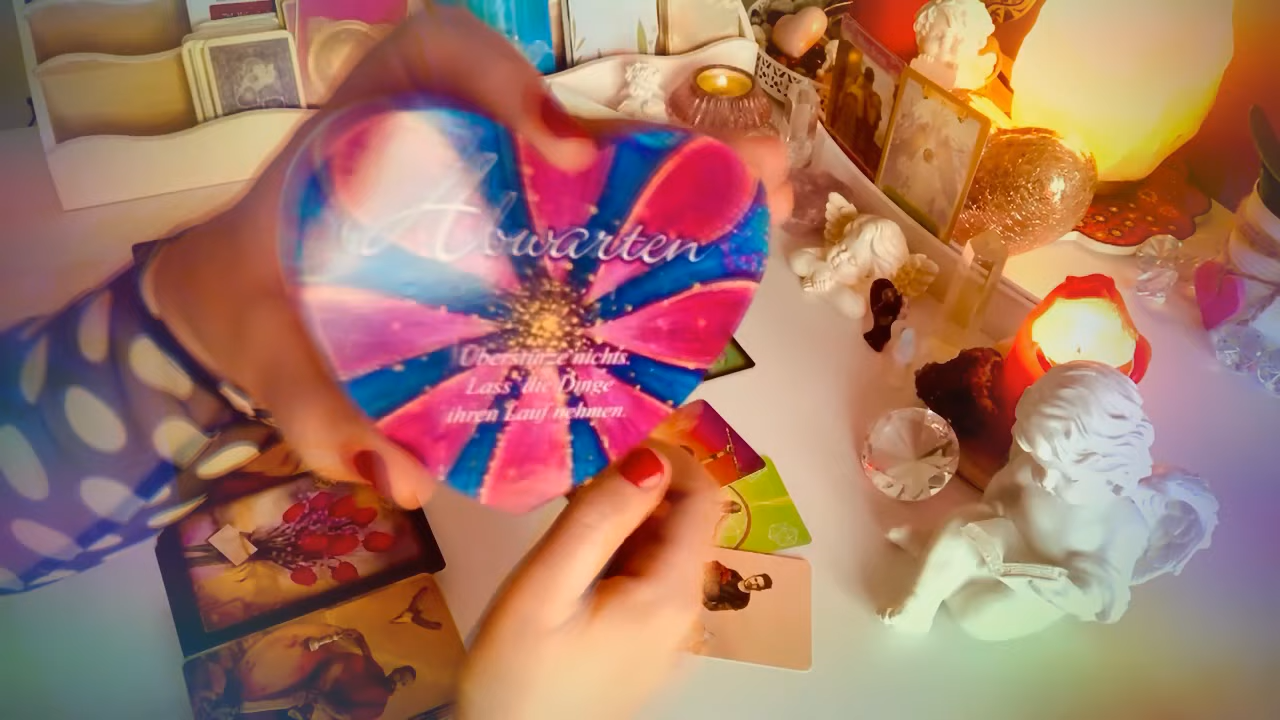 Abwarten
Überstürze nichts.
Lass die Dinge
ihren Lauf nehmen.